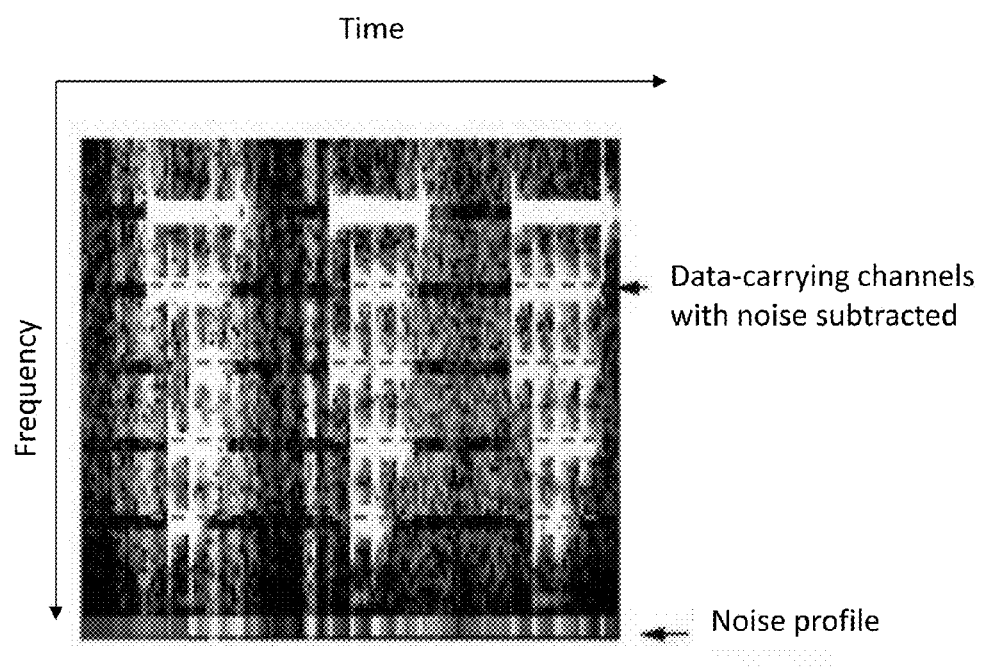 Time
Frequency
Data-carrying channels
with noise subtracted
Noise profile